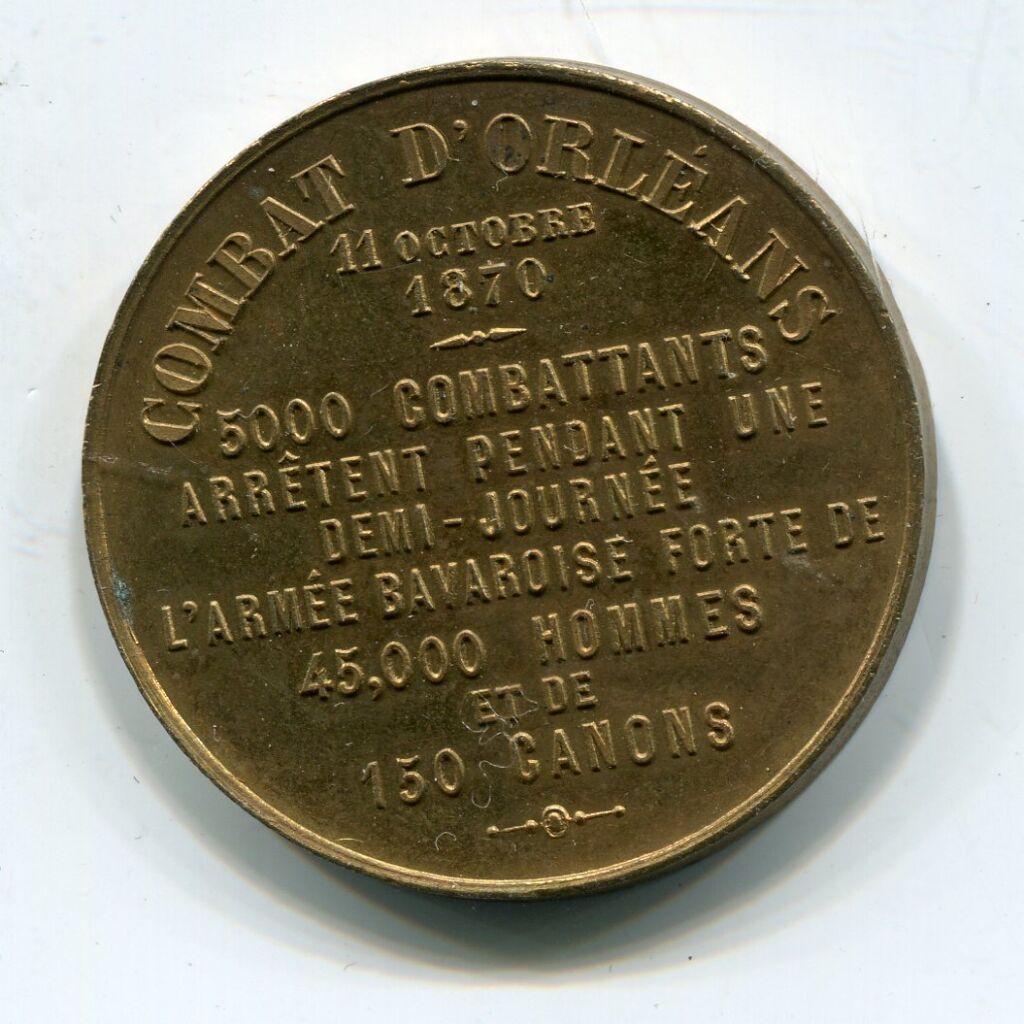 COMBAT D'ORLÉANS
11 OCTOBRE
1870
5000 COMBATTANTS
ARRÊTENT PENDANT UNE
DEMI-JOURNÉE
L'ARMÉE BAVAROISE FORTE DE
45,000 HOMMES
ET DE
150 CANONS